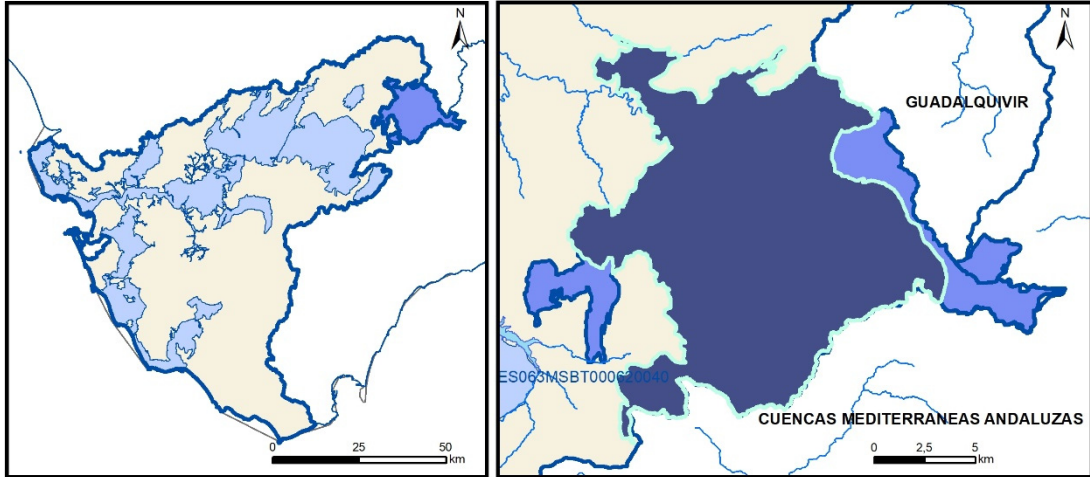 N
0 25 50
km
N
GUADALQUIVIR
ES063MSBT000620040
CUENCAS MEDITERRANEAS ANDALUZAS
0 2,5 5
km